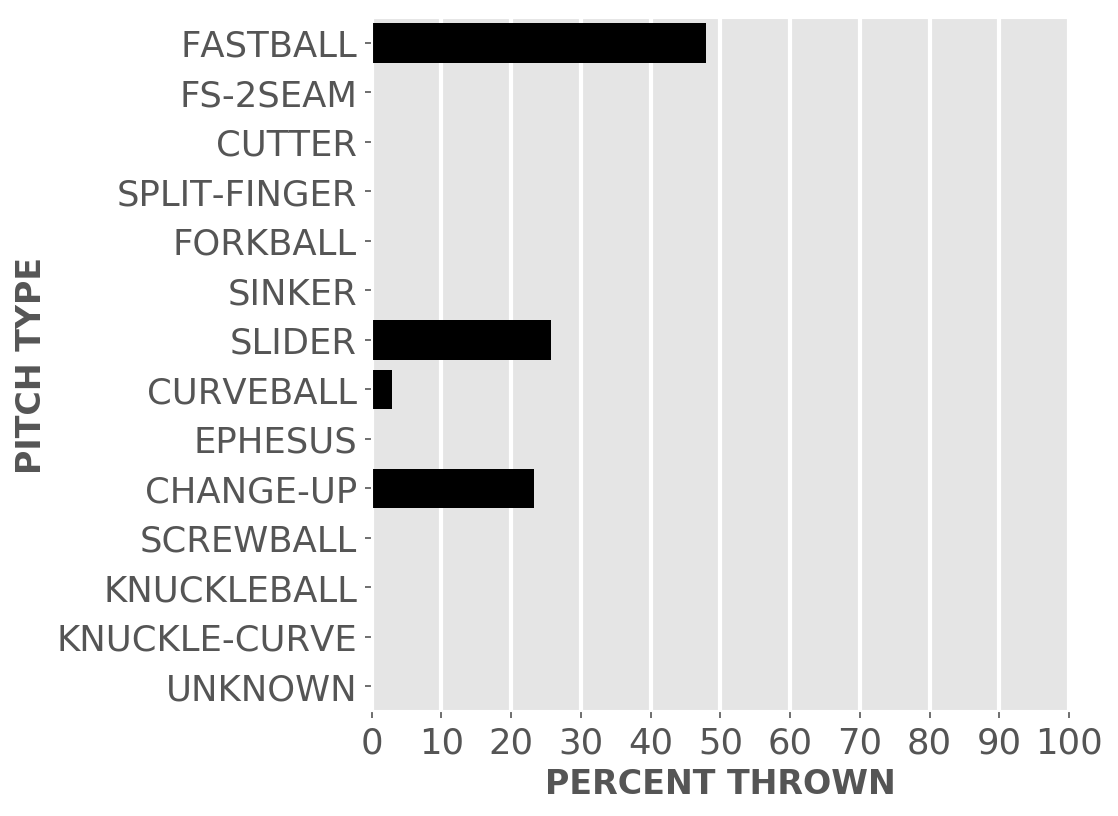 FASTBALL
FS-2SEAM
CUTTER
SPLIT-FINGER
FORKBALL
SINKER
SLIDER
CURVEBALL
EPHESUS
CHANGE-UP
SCREWBALL
KNUCKLEBALL
KNUCKLE-CURVE
UNKNOWN
PITCH TYPE
0 10 20 30 40 50 60 70 80 90 100
PERCENT THROWN